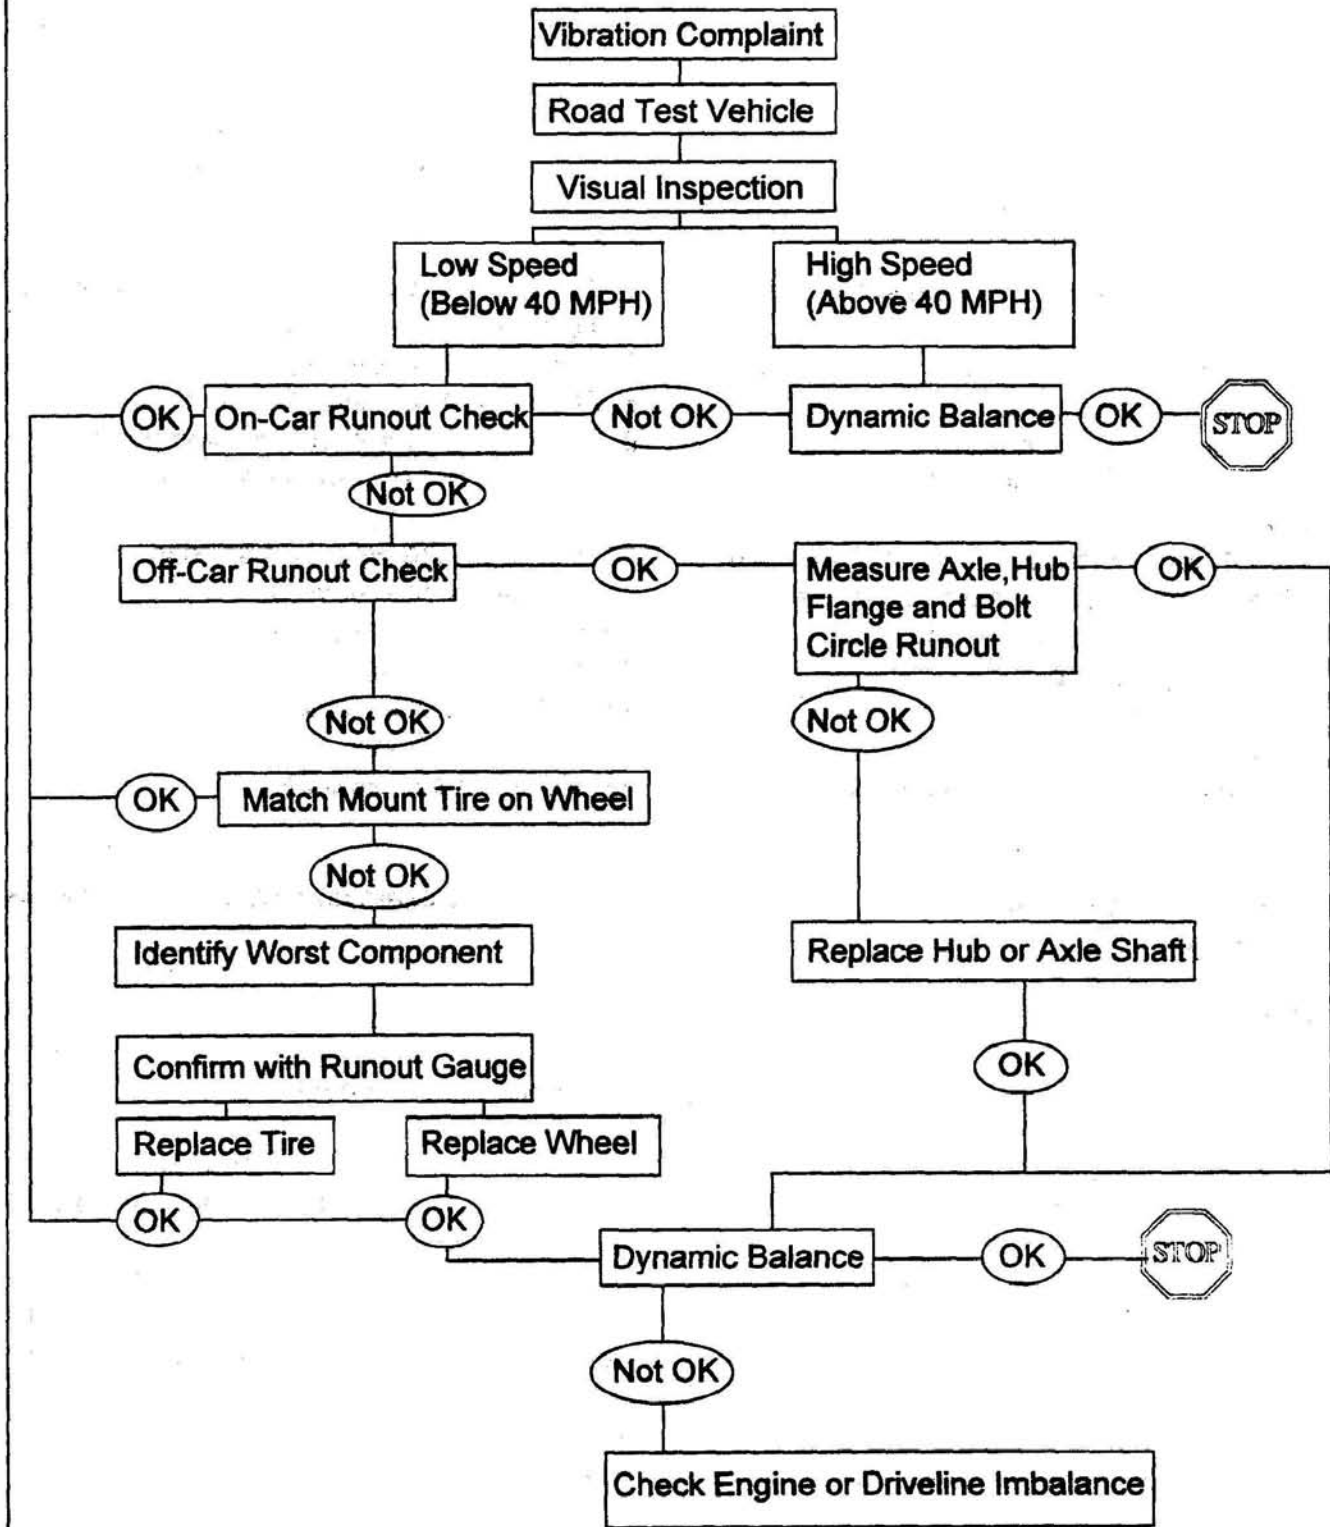 Vibration Complaint
Road Test Vehicle
Visual Inspection
Low Speed
(Below 40 MPH)
High Speed
(Above 40 MPH)
OK
On-Car Runout Check
Not OK
Dynamic Balance
OK
STOP
Not OK
Off-Car Runout Check
OK
Measure Axle,Hub
Flange and Bolt
Circle Runout
OK
Not OK
Not OK
OK
Match Mount Tire on Wheel
Not OK
Identify Worst Component
Replace Hub or Axle Shaft
Confirm with Runout Gauge
OK
Replace Tire
Replace Wheel
OK
OK
Dynamic Balance
OK
STOP
Not OK
Check Engine or Driveline Imbalance